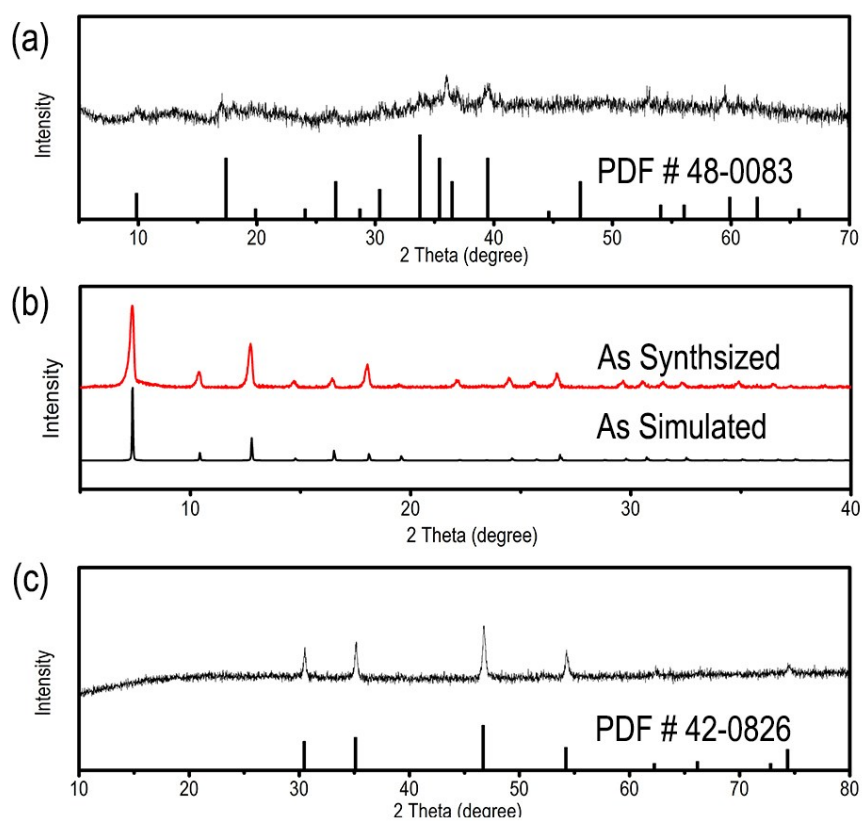 (a)
Intensity
PDF # 48-0083
10 20 30 40 50 60 70
2 Theta (degree)
(b)
Intensity
As Synthsized
As Simulated
10 20 30 40
2 Theta (degree)
(c)
Intensity
PDF # 42-0826
10 20 30 40 50 60 70 80
2 Theta (degree)